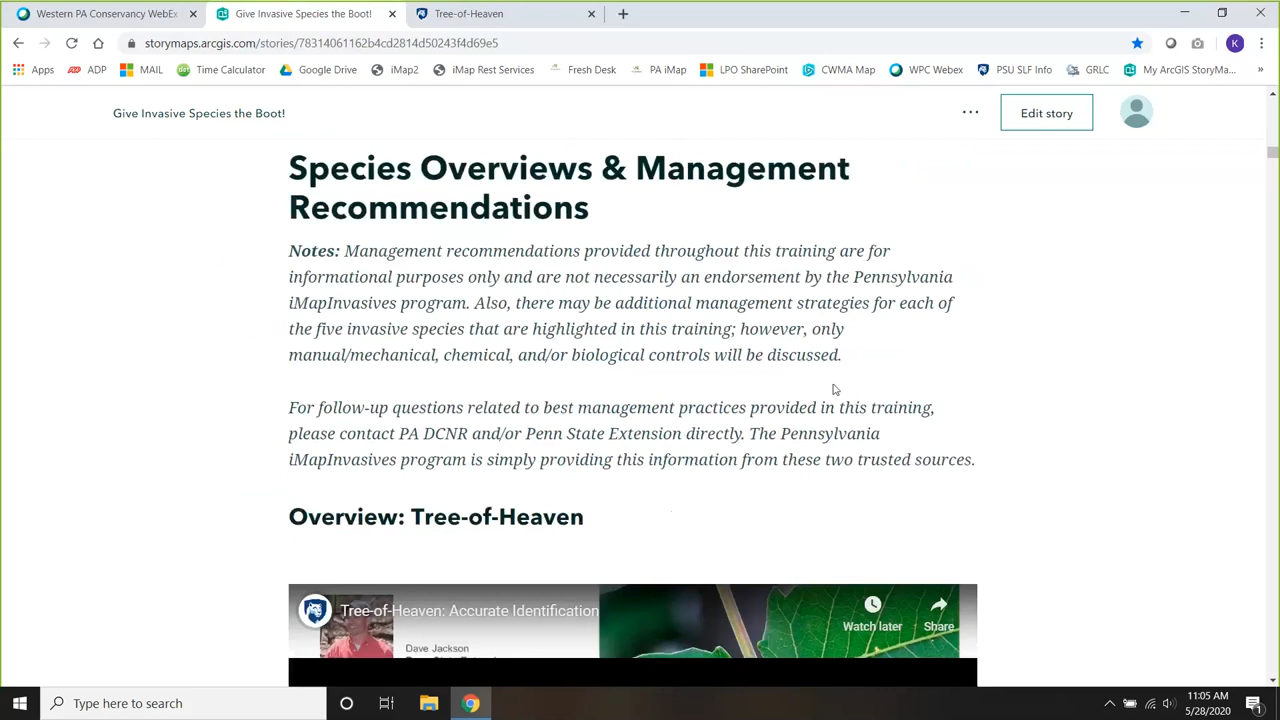 Western PA Conservancy WebEx
Give Invasive Species the Boot!
Tree-of-Heaven
storymaps.arcgis.com/stories/78314061162b4cd2814d50243f4d69e5
K
Apps
ADP
MAIL
Time Calculator
Google Drive
iMap2
iMap Rest Services
Fresh Desk
PA iMap
LPO SharePoint
CWMA Map
WPC Webex
PSU SLF Info
GRLC
My ArcGIS StoryMa...
Give Invasive Species the Boot!
Edit story
Species Overviews & Management
Recommendations
Notes: Management recommendations provided throughout this training are for
informational purposes only and are not necessarily an endorsement by the Pennsylvania
iMapInvasives program. Also, there may be additional management strategies for each of
the five invasive species that are highlighted in this training; however, only
manual/mechanical, chemical, and/or biological controls will be discussed.
For follow-up questions related to best management practices provided in this training,
please contact PA DCNR and/or Penn State Extension directly. The Pennsylvania
iMapInvasives program is simply providing this information from these two trusted sources.
Overview: Tree-of-Heaven
Tree-of-Heaven: Accurate Identification
Dave Jackson
Watch later
Share
Type here to search
11:05 AM
5/28/2020
1